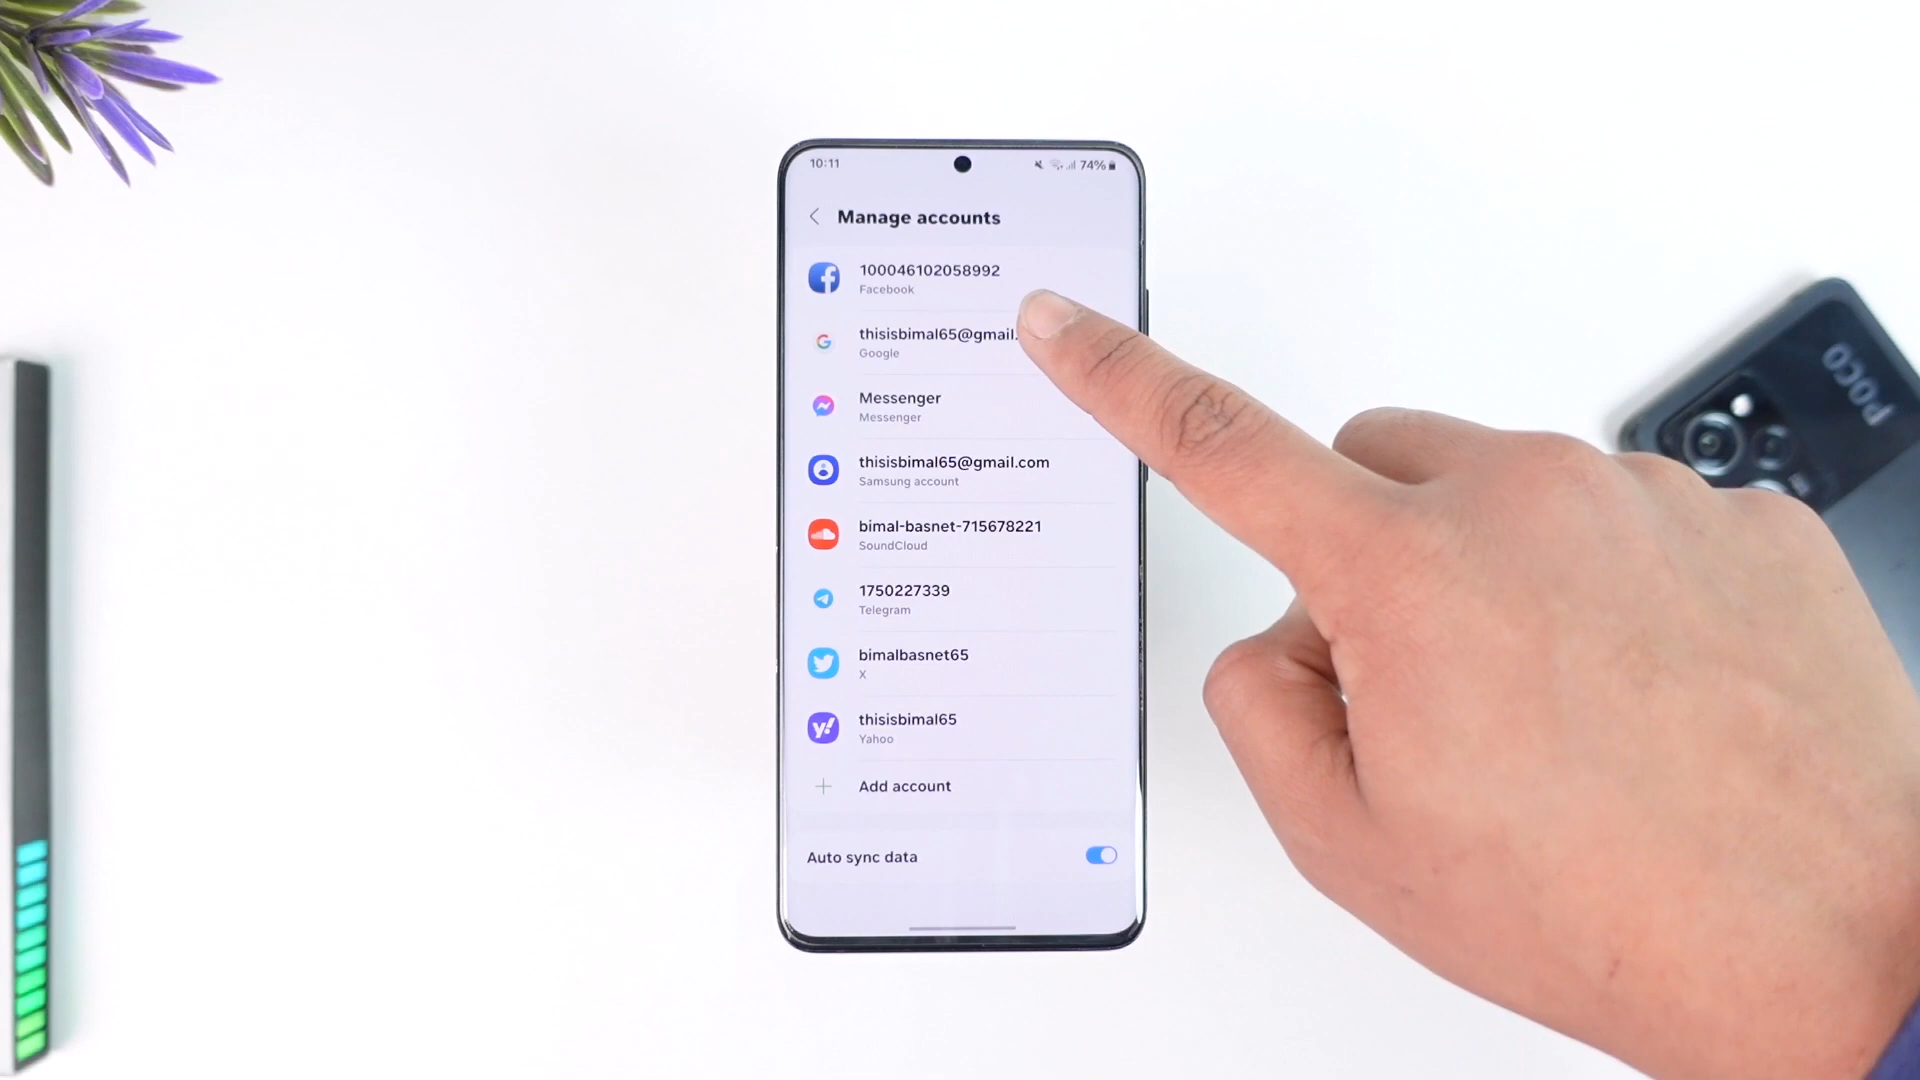 10:11
74%
Manage accounts
100046102058992
Facebook
thisisbimal65@gmail.
Google
Messenger
Messenger
thisisbimal65@gmail.com
Samsung account
bimal-basnet-715678221
SoundCloud
1750227339
Telegram
bimalbasnet65
X
thisisbimal65
Yahoo
Add account
Auto sync data
POCO